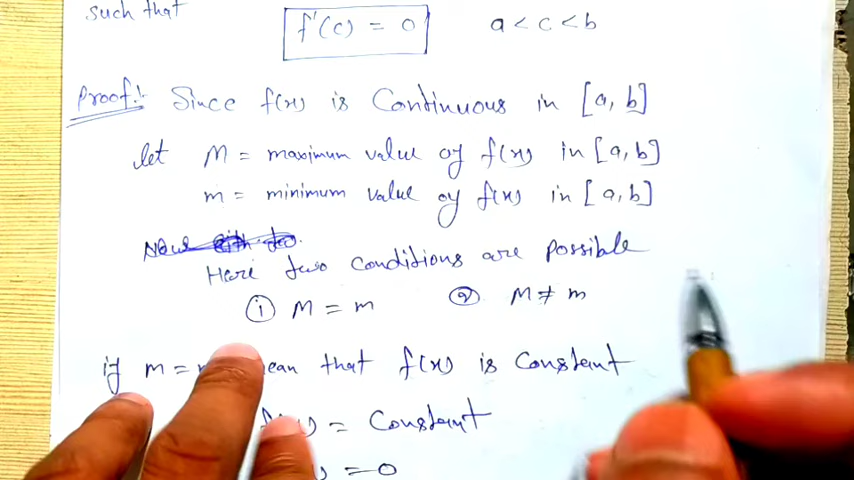 such that
f'(c) = 0 a < c < b
Proof:- Since f(x) is Continuous in [a, b]
let M = maximum value of f(x) in [a, b]
m = minimum value of f(x) in [a, b]
Here two conditions are possible
(i) M = m (2) M ≠ m
if m = mean that f(x) is Constant
= Constant
= 0